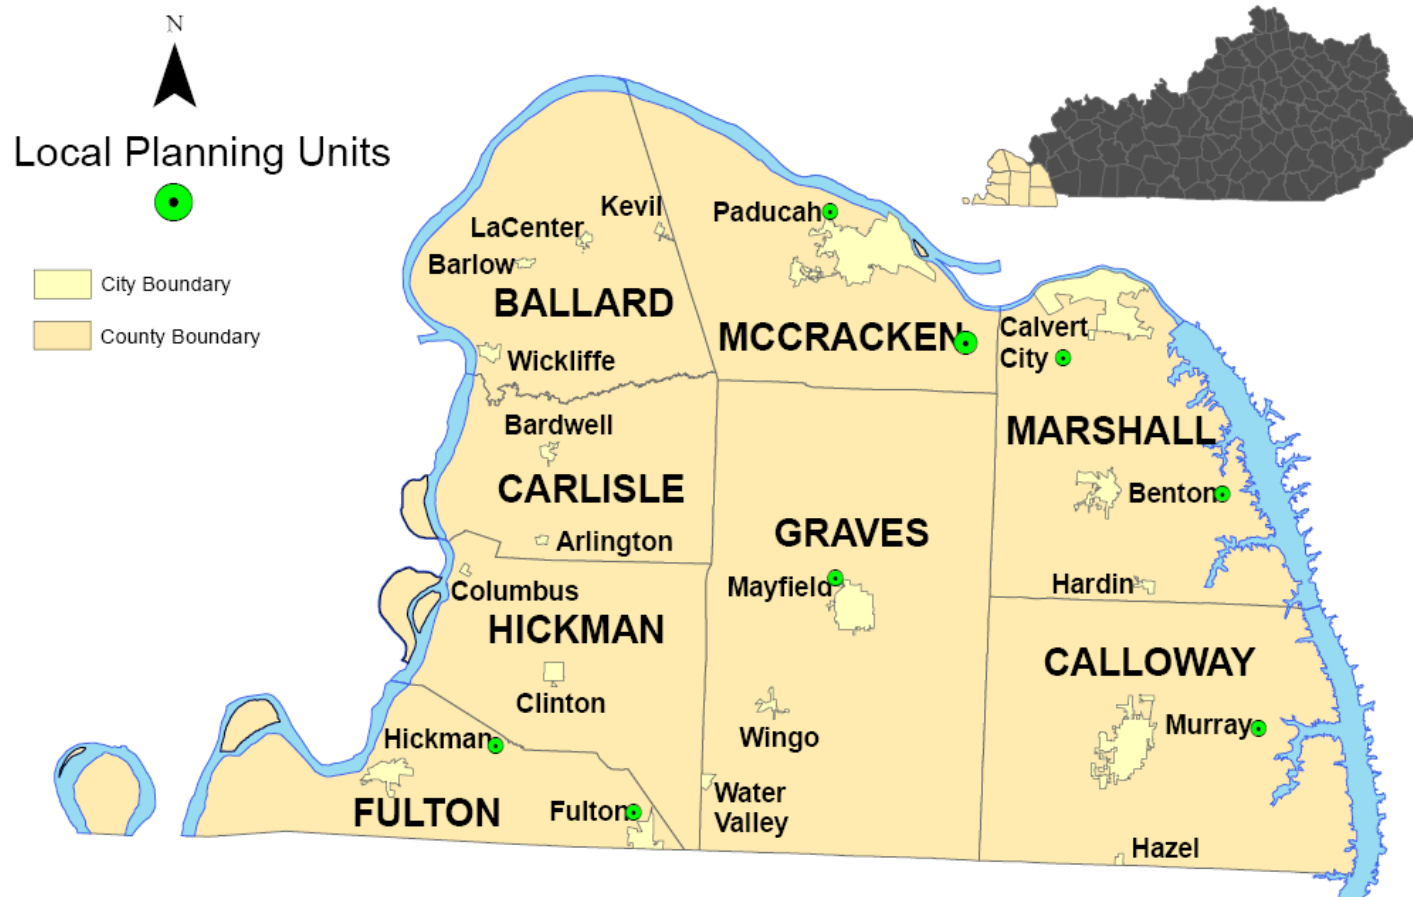 N
Local Planning Units
City Boundary
County Boundary
Kevil
LaCenter
Barlow
BALLARD
Wickliffe
Paducah
MCCRACKEN
Calvert
City
MARSHALL
Benton
Hardin
Bardwell
CARLISLE
Arlington
Columbus
HICKMAN
Clinton
GRAVES
Mayfield
Wingo
Water
Valley
CALLOWAY
Murray
Hazel
Hickman
FULTON
Fulton